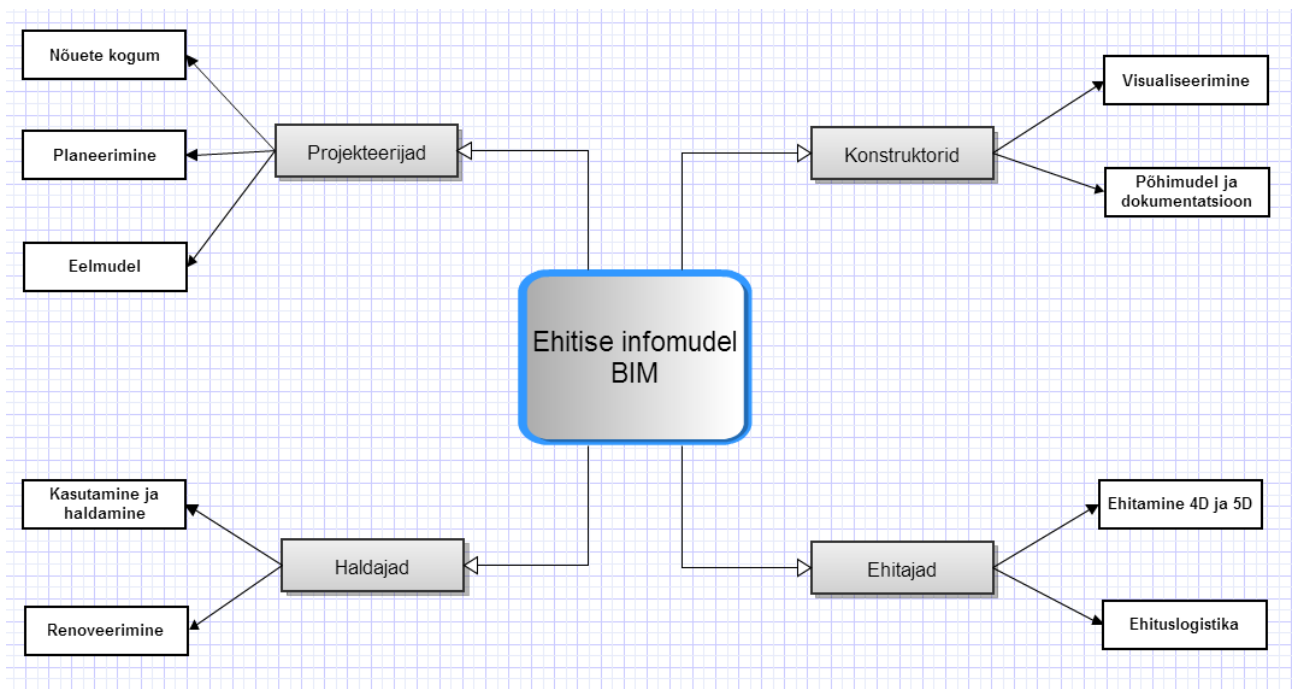 Nõuete kogum
Planeerimine
Eelmudel
Projekteerijad
Konstruktorid
Visualiseerimine
Põhimudel ja
dokumentatsioon
Ehitise infomudel
BIM
Kasutamine ja
haldamine
Renoveerimine
Haldajad
Ehitajad
Ehitamine 4D ja 5D
Ehituslogistika